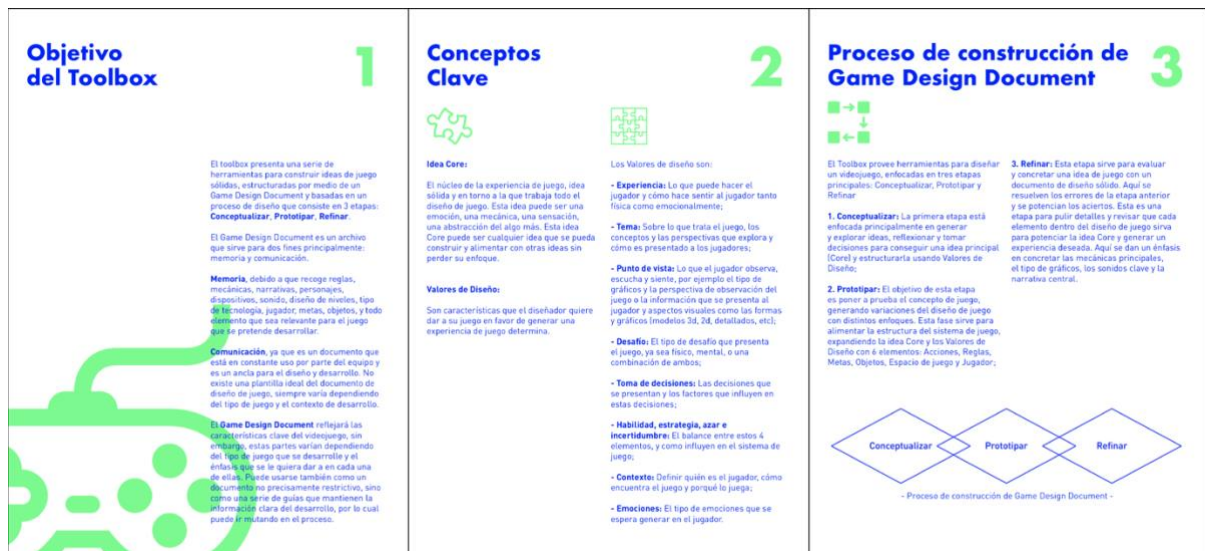 Objetivo
del Toolbox
1
El toolbox presenta una serie de
herramientas para construir ideas de juego
sólidas, estructuradas por medio de un
Game Design Document y basadas en un
proceso de diseño que consiste en 3 etapas:
Conceptualizar, Prototipar, Refinar.
El Game Design Document es un archivo
que sirve para dos fines principalmente:
memoria y comunicación.
Memoria, debido a que recoge reglas,
mecánicas, narrativas, personajes,
dispositivos, sonido, diseño de niveles, tipo
de tecnología, jugador, metas, objetos, y todo
elemento que sea relevante para el juego
que se pretende desarrollar.
Comunicación, ya que es un documento que
está en constante uso por parte del equipo y
es un ancla para el diseño y desarrollo. No
existe una plantilla ideal del documento de
diseño de juego, siempre varía dependiendo
del tipo de juego y el contexto de desarrollo.
El Game Design Document reflejará las
características clave del videojuego, sin
embargo, estas partes varían dependiendo
del tipo de juego que se desarrolle y el
énfasis que se le quiera dar a en cada una
de ellas. Puede usarse también como un
documento no precisamente restrictivo, sino
como una serie de guías que mantienen la
información clara del desarrollo, por lo cual
puede ir mutando en el proceso.
Conceptos
Clave
2
Idea Core:
El núcleo de la experiencia de juego, idea
sólida y en torno a la que trabaja todo el
diseño de juego. Esta idea puede ser una
emoción, una mecánica, una sensación,
una abstracción del algo más. Esta idea
Core puede ser cualquier idea que se pueda
construir y alimentar con otras ideas sin
perder su enfoque.
Valores de Diseño:
Son características que el diseñador quiere
dar a su juego en favor de generar una
experiencia de juego determina.
Los Valores de diseño son:
- Experiencia: Lo que puede hacer el
jugador y cómo hace sentir al jugador tanto
física como emocionalmente;
- Tema: Sobre lo que trata el juego, los
conceptos y las perspectivas que explora y
cómo es presentado a los jugadores;
- Punto de vista: Lo que el jugador observa,
escucha y siente, por ejemplo el tipo de
gráficos y la perspectiva de observación del
juego o la información que se presenta al
jugador y aspectos visuales como las formas
y gráficos (modelos 3d, 2d, detallados, etc);
- Desafío: El tipo de desafío que presenta
el juego, ya sea físico, mental, o una
combinación de ambos;
- Toma de decisiones: Las decisiones que
se presentan y los factores que influyen en
estas decisiones;
- Habilidad, estrategia, azar e
incertidumbre: El balance entre estos 4
elementos, y como influyen en el sistema de
juego;
- Contexto: Definir quién es el jugador, cómo
encuentra el juego y porqué lo juega;
- Emociones: El tipo de emociones que se
espera generar en el jugador.
Proceso de construcción de
Game Design Document
3
El Toolbox provee herramientas para diseñar
un videojuego, enfocadas en tres etapas
principales: Conceptualizar, Prototipar y
Refinar
1. Conceptualizar: La primera etapa está
enfocada principalmente en generar
y explorar ideas, reflexionar y tomar
decisiones para conseguir una idea principal
(Core) y estructurarla usando Valores de
Diseño;
2. Prototipar: El objetivo de esta etapa
es poner a prueba el concepto de juego,
generando variaciones del diseño de juego
con distintos enfoques. Esta fase sirve para
alimentar la estructura del sistema de juego,
expandiendo la idea Core y los Valores de
Diseño con 6 elementos: Acciones, Reglas,
Metas, Objetos, Espacio de juego y Jugador;
3. Refinar: Esta etapa sirve para evaluar
y concretar una idea de juego con un
documento de diseño sólido. Aquí se
resuelven los errores de la etapa anterior
y se potencian los aciertos. Esta es una
etapa para pulir detalles y revisar que cada
elemento dentro del diseño de juego sirva
para potenciar la idea Core y generar un
experiencia deseada. Aquí se dan un énfasis
en concretar las mecánicas principales,
el tipo de gráficos, los sonidos clave y la
narrativa central.
Conceptualizar
Prototipar
Refinar
- Proceso de construcción de Game Design Document -